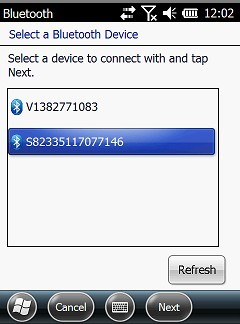 Bluetooth 12:02
Select a Bluetooth Device
Select a device to connect with and tap
Next.
V1382771083
S82335117077146
Refresh
Cancel Next